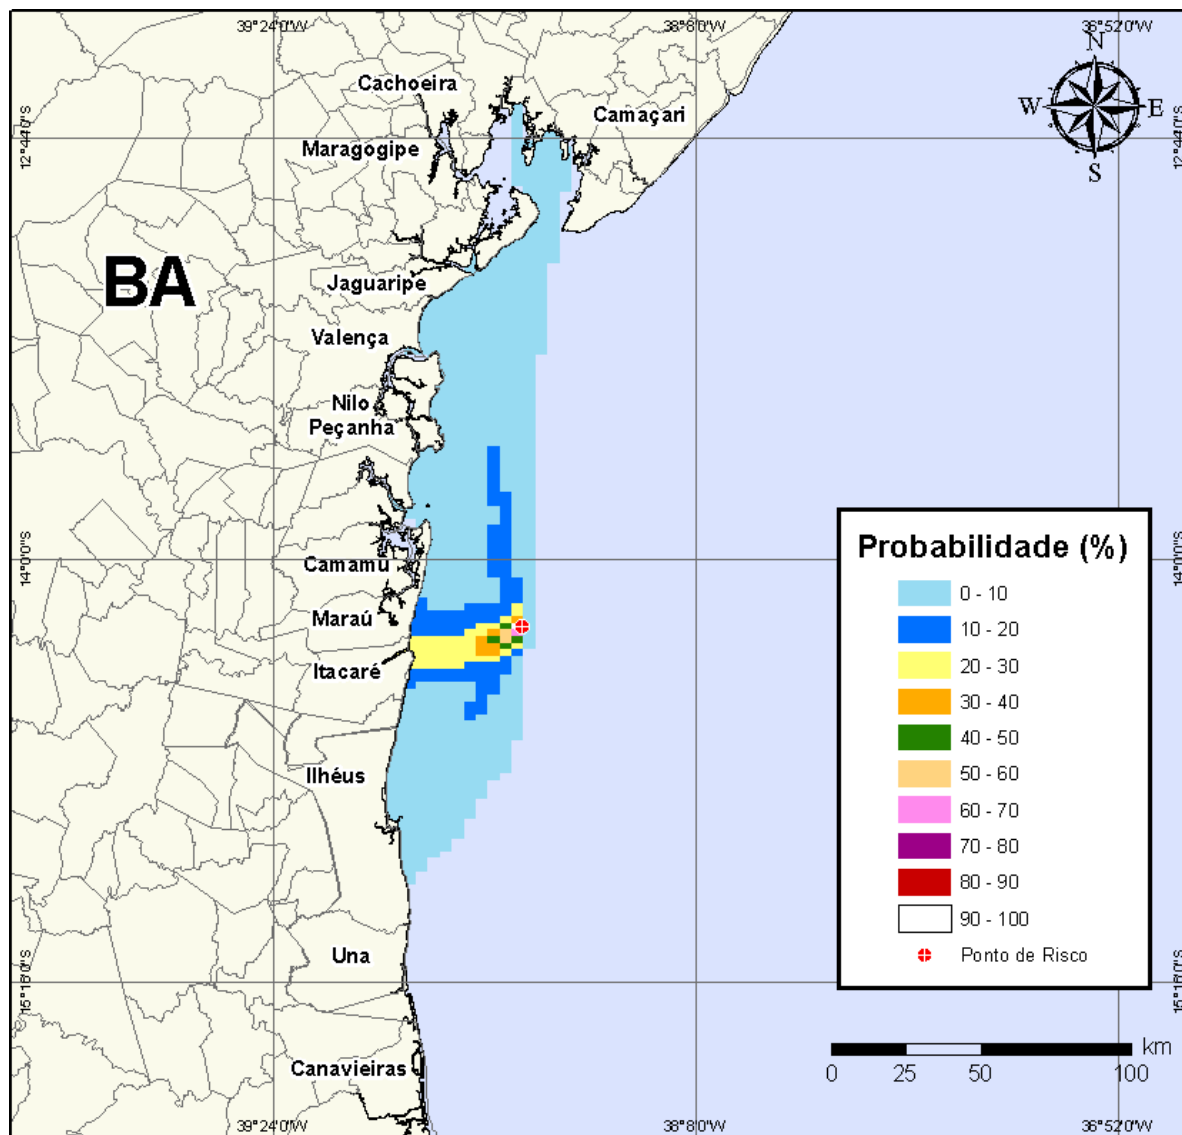 39°24'0"W
38°8'0"W
36°52'0"W
N
W
E
S
12°44'0"S
12°44'0"S
Cachoeira
Camaçari
Maragogipe
BA
Jaguaripe
Valença
Nilo
Peçanha
14°0'0"S
14°0'0"S
Camamú
Maraú
Itacaré
Ilhéus
Una
Canavieiras
Probabilidade (%)
0 - 10
10 - 20
20 - 30
30 - 40
40 - 50
50 - 60
60 - 70
70 - 80
80 - 90
90 - 100
Ponto de Risco
15°16'0"S
15°16'0"S
km
0 25 50 100
39°24'0"W
38°8'0"W
36°52'0"W